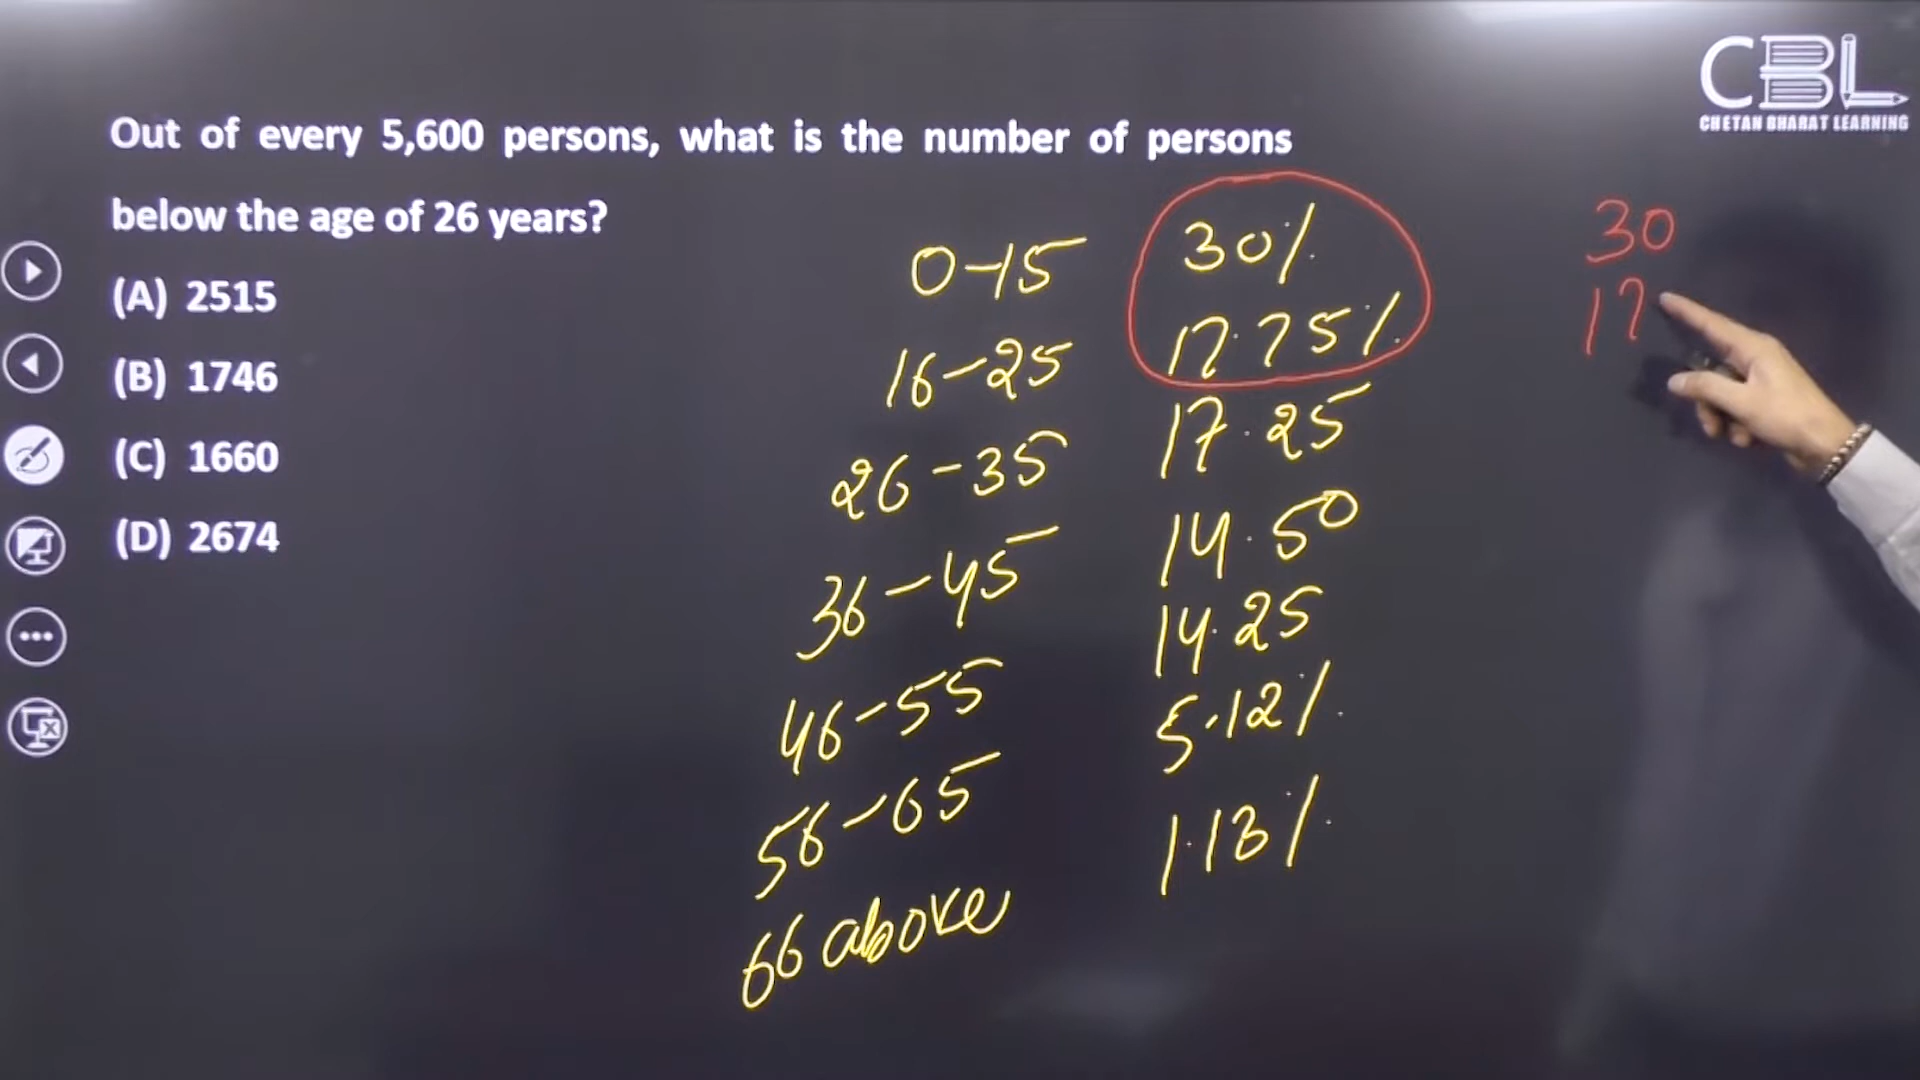 CBL
CHETAN BHARAT LEARNING
Out of every 5,600 persons, what is the number of persons
below the age of 26 years?
(A) 2515
(B) 1746
(C) 1660
(D) 2674
0-15 30%
16-25 17.75%
26-35 17.25
36-45 14.50
46-55 14.25
56-65 5.12%
66 above 1.13%
30
17